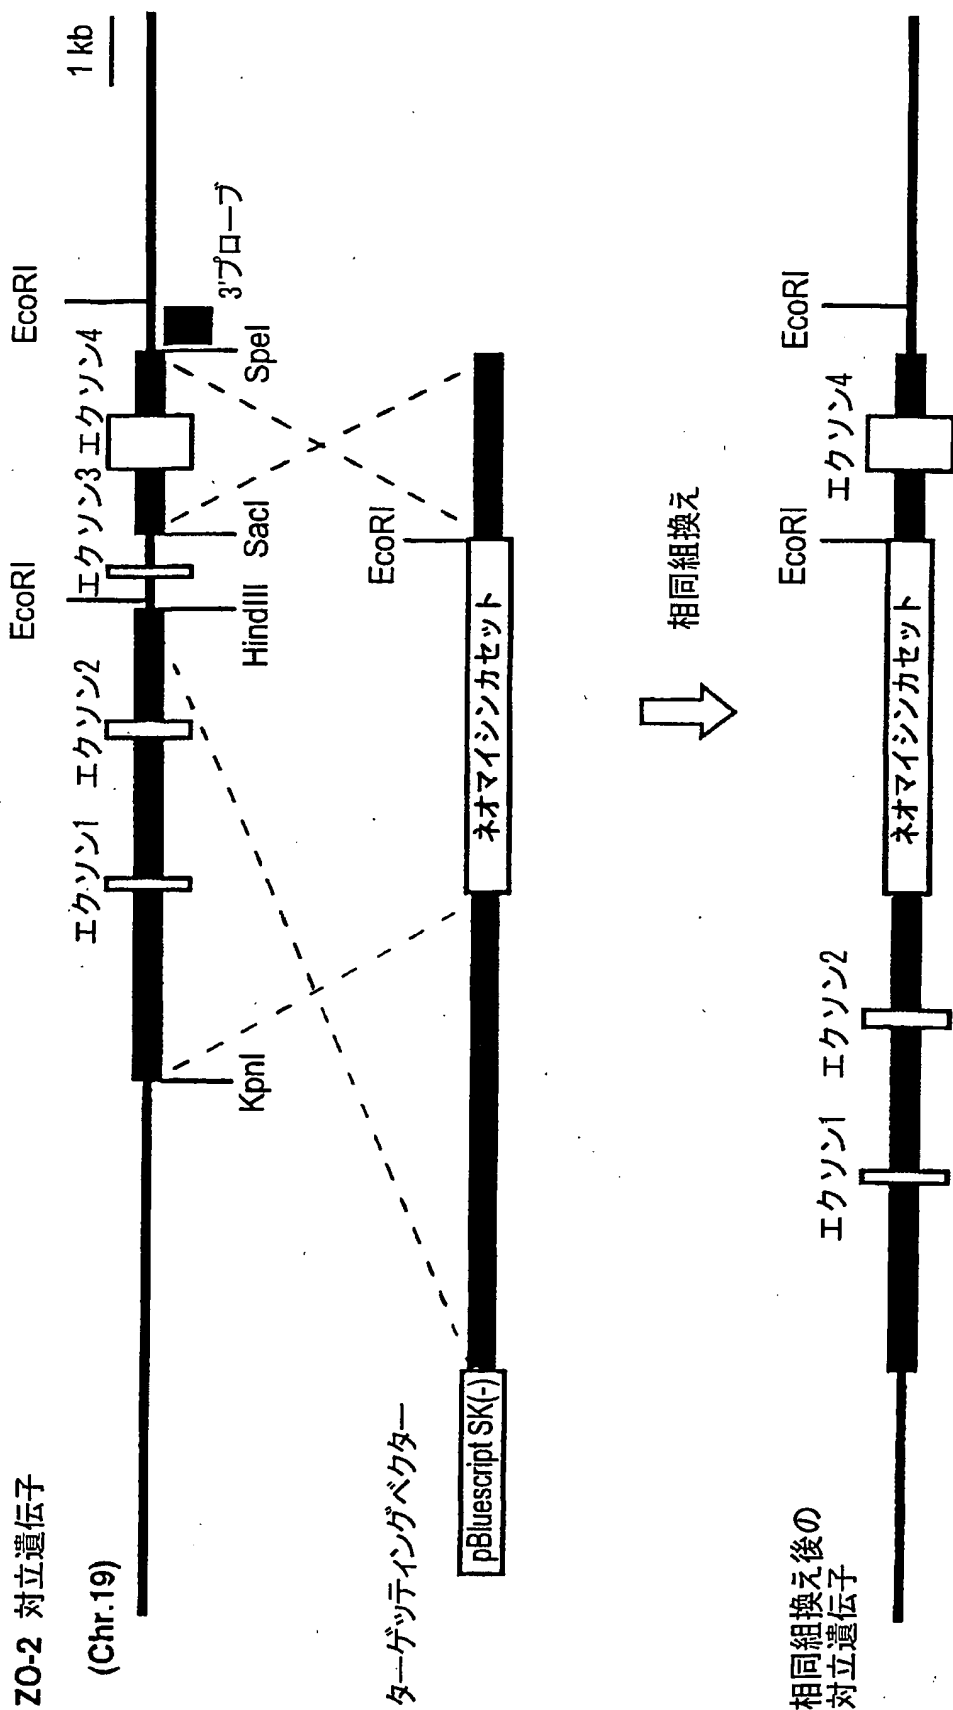 ZO-2 対立遺伝子
(Chr.19)
1 kb
EcoRI
EcoRI
エクソン1
エクソン2
エクソン3
エクソン4
KpnI
HindIII
SacI
SpeI
3'プローブ
ターゲッティングベクター
pBluescript SK(-)
ネオマイシンカセット
EcoRI
相同組換え
相同組換え後の
対立遺伝子
エクソン1
エクソン2
ネオマイシンカセット
EcoRI
エクソン4
EcoRI